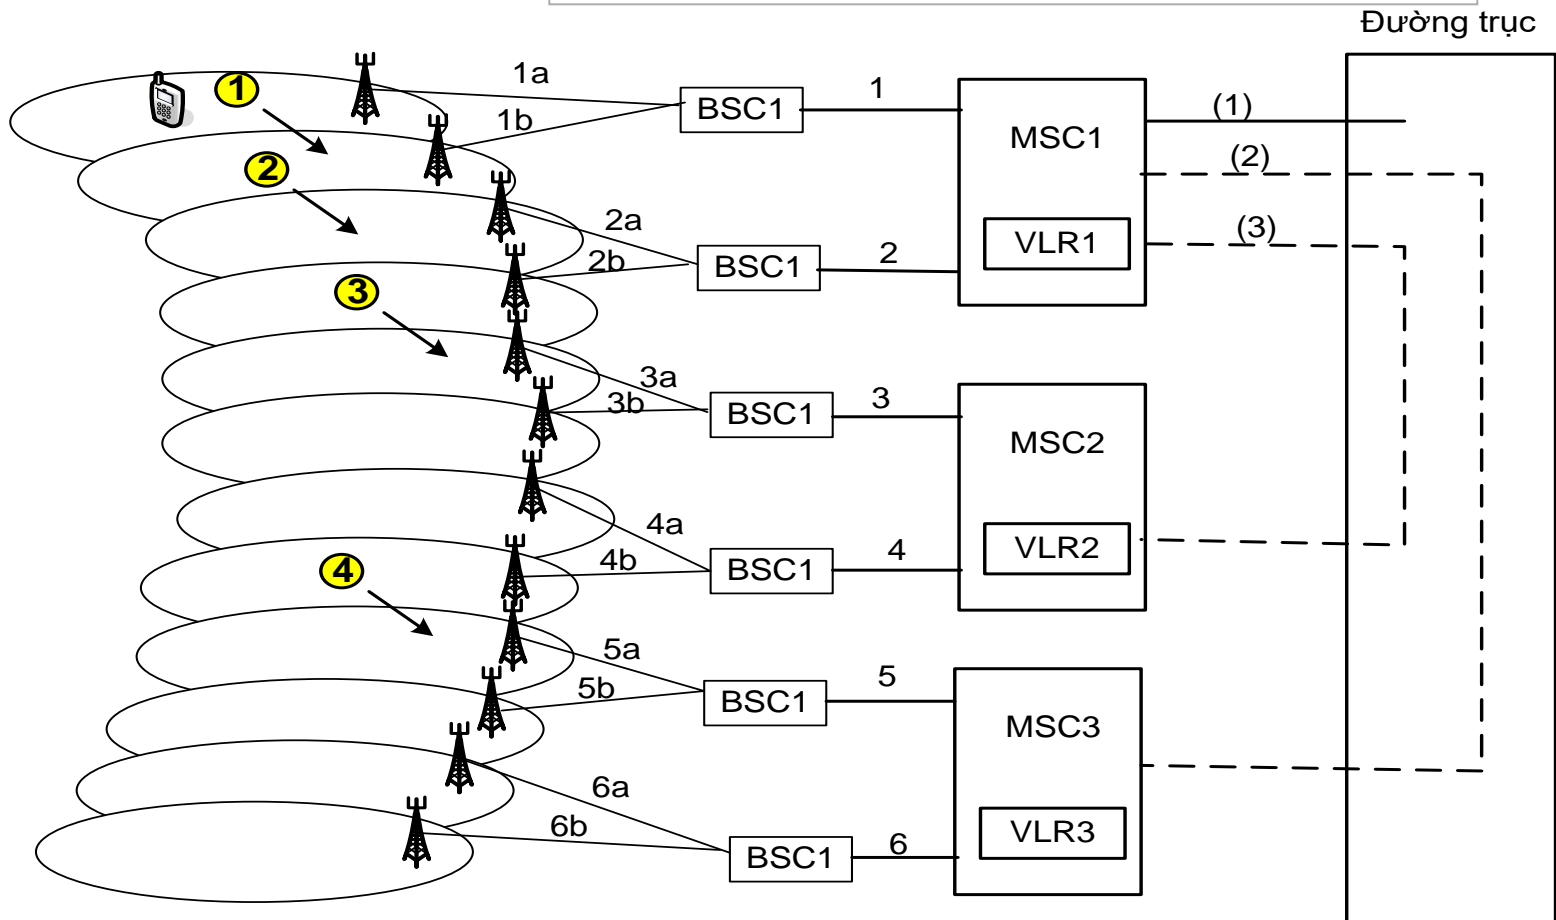 Đường trục
1
1a
BSC1
1
MSC1
(1)
1b
(2)
2
2a
2
VLR1
(3)
2b
BSC1
3
3a
3b
BSC1
3
MSC2
4a
4
4b
BSC1
4
VLR2
5a
5
5b
BSC1
MSC3
6a
6b
6
BSC1
VLR3